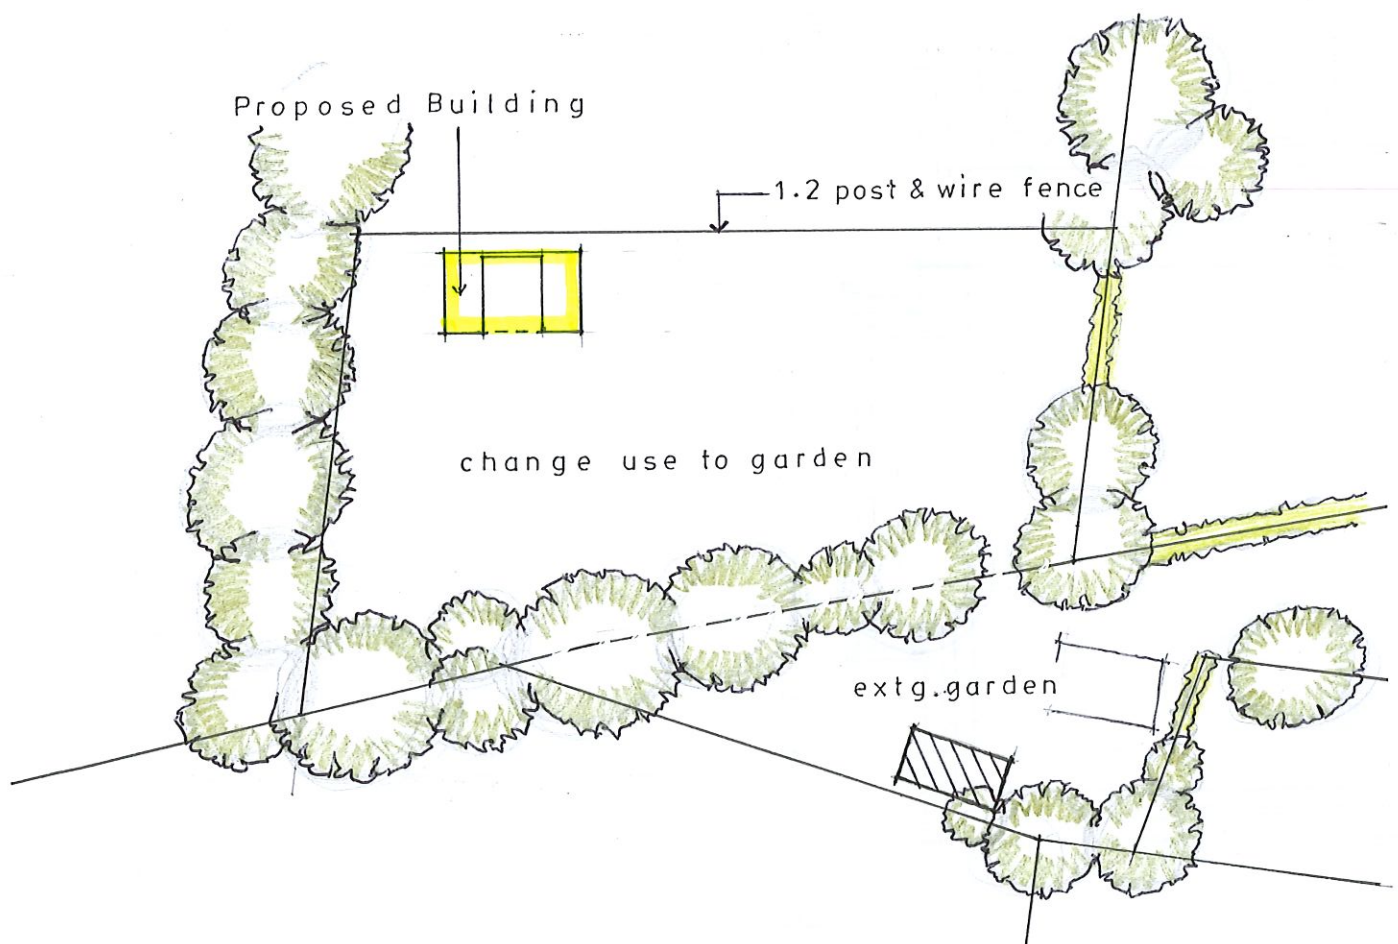 Proposed Building
1.2 post & wire fence
change use to garden
extg.garden